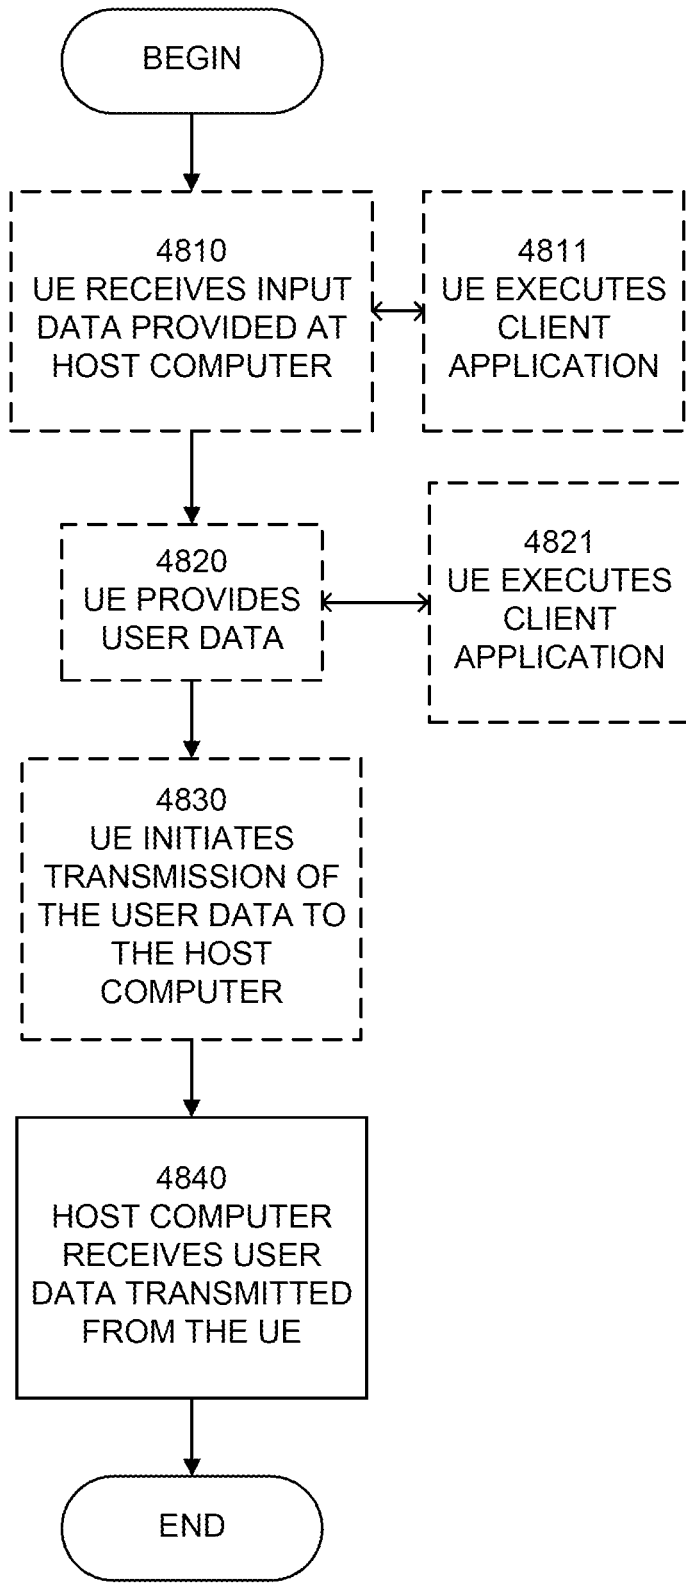 BEGIN
4810
UE RECEIVES INPUT
DATA PROVIDED AT
HOST COMPUTER
4811
UE EXECUTES
CLIENT
APPLICATION
4820
UE PROVIDES
USER DATA
4821
UE EXECUTES
CLIENT
APPLICATION
4830
UE INITIATES
TRANSMISSION OF
THE USER DATA TO
THE HOST
COMPUTER
4840
HOST COMPUTER
RECEIVES USER
DATA TRANSMITTED
FROM THE UE
END